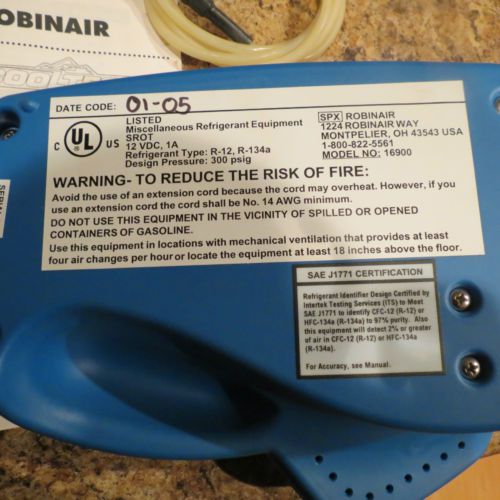 ROBINAIR
COOLT
DATE CODE: 01-05
C UL US
LISTED
Miscellaneous Refrigerant Equipment
SROT
12 VDC, 1A
Refrigerant Type: R-12, R-134a
Design Pressure: 300 psig
SPX ROBINAIR
1224 ROBINAIR WAY
MONTPELIER, OH 43543 USA
1-800-822-5561
MODEL NO: 16900
WARNING- TO REDUCE THE RISK OF FIRE:
Avoid the use of an extension cord because the cord may overheat. However, if you
use an extension cord the cord shall be No. 14 AWG minimum.
DO NOT USE THIS EQUIPMENT IN THE VICINITY OF SPILLED OR OPENED
CONTAINERS OF GASOLINE.
Use this equipment in locations with mechanical ventilation that provides at least
four air changes per hour or locate the equipment at least 18 inches above the floor.
SERIAL
SAE J1771 CERTIFICATION
Refrigerant Identifier Design Certified by
Intertek Testing Services (ITS) to Meet
SAE J1771 to identify CFC-12 (R-12) or
HFC-134a (R-134a) to 97% purity. Also
this equipment will detect 2% or greater
of air in CFC-12 (R-12) or HFC-134a
(R-134a).
For Accuracy, see Manual.